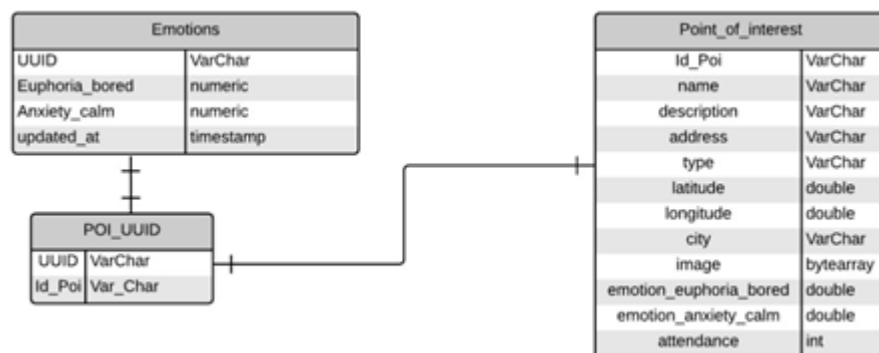 Emotions
UUID VarChar
Euphoria_bored numeric
Anxiety_calm numeric
updated_at timestamp
POI_UUID
UUID VarChar
Id_Poi Var_Char
Point_of_interest
Id_Poi VarChar
name VarChar
description VarChar
address VarChar
type VarChar
latitude double
longitude double
city VarChar
image bytearray
emotion_euphoria_bored double
emotion_anxiety_calm double
attendance int